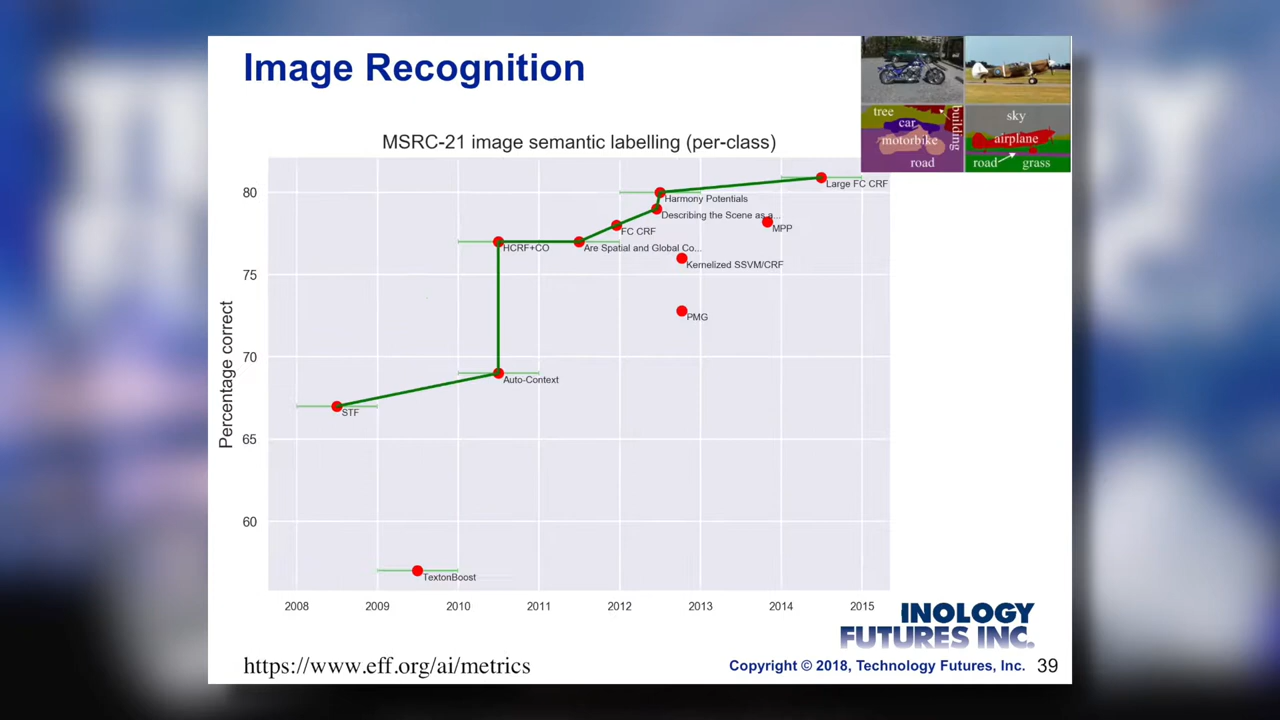 Image Recognition
tree
car
building
motorbike
road
sky
airplane
road
grass
MSRC-21 image semantic labelling (per-class)
Percentage correct
80
75
70
65
60
Large FC CRF
Harmony Potentials
Describing the Scene as a...
MPP
FC CRF
HCRF+CO
Are Spatial and Global Co...
Kernelized SSVM/CRF
PMG
Auto-Context
STF
TextonBoost
2008 2009 2010 2011 2012 2013 2014 2015
INOLOGY
FUTURES INC.
https://www.eff.org/ai/metrics
Copyright © 2018, Technology Futures, Inc. 39